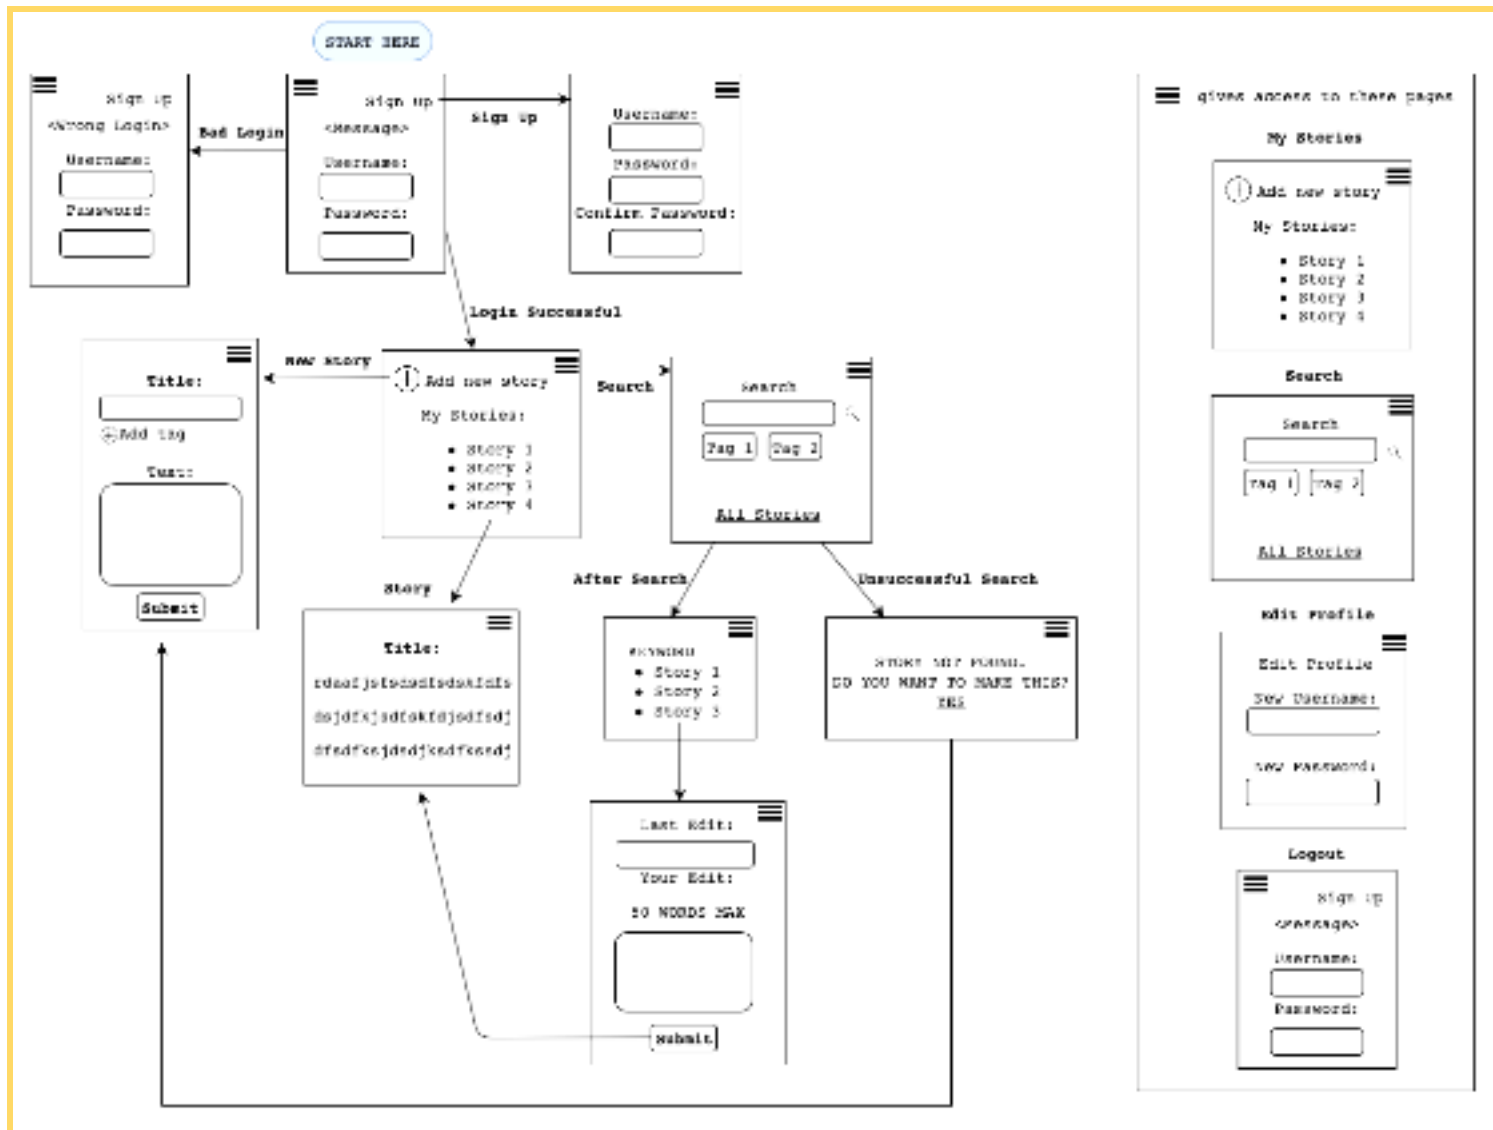 START HERE
Sign Up
<Wrong Login>
Username:
Password:
Bad Login
Sign Up
<Message>
Username:
Password:
Sign Up
Username:
Password:
Confirm Password:
Login Successful
New Story
Title:
Add tag
Text:
Submit
Add new story
My Stories:
• Story 1
• Story 2
• Story 3
• Story 4
Search
Search
Tag 1 Tag 2
All Stories
Story
Title:
After Search
Unsuccessful Search
KEYWORD
• Story 1
• Story 2
• Story 3
STORY NOT FOUND.
DO YOU WANT TO MAKE THIS?
YES
Last Edit:
Your Edit:
50 WORDS MAX
Submit
gives access to these pages
My Stories
Add new story
My Stories:
• Story 1
• Story 2
• Story 3
• Story 4
Search
Search
Tag 1 Tag 2
All Stories
Edit Profile
Edit Profile
New Username:
New Password:
Logout
Sign Up
<Message>
Username:
Password: